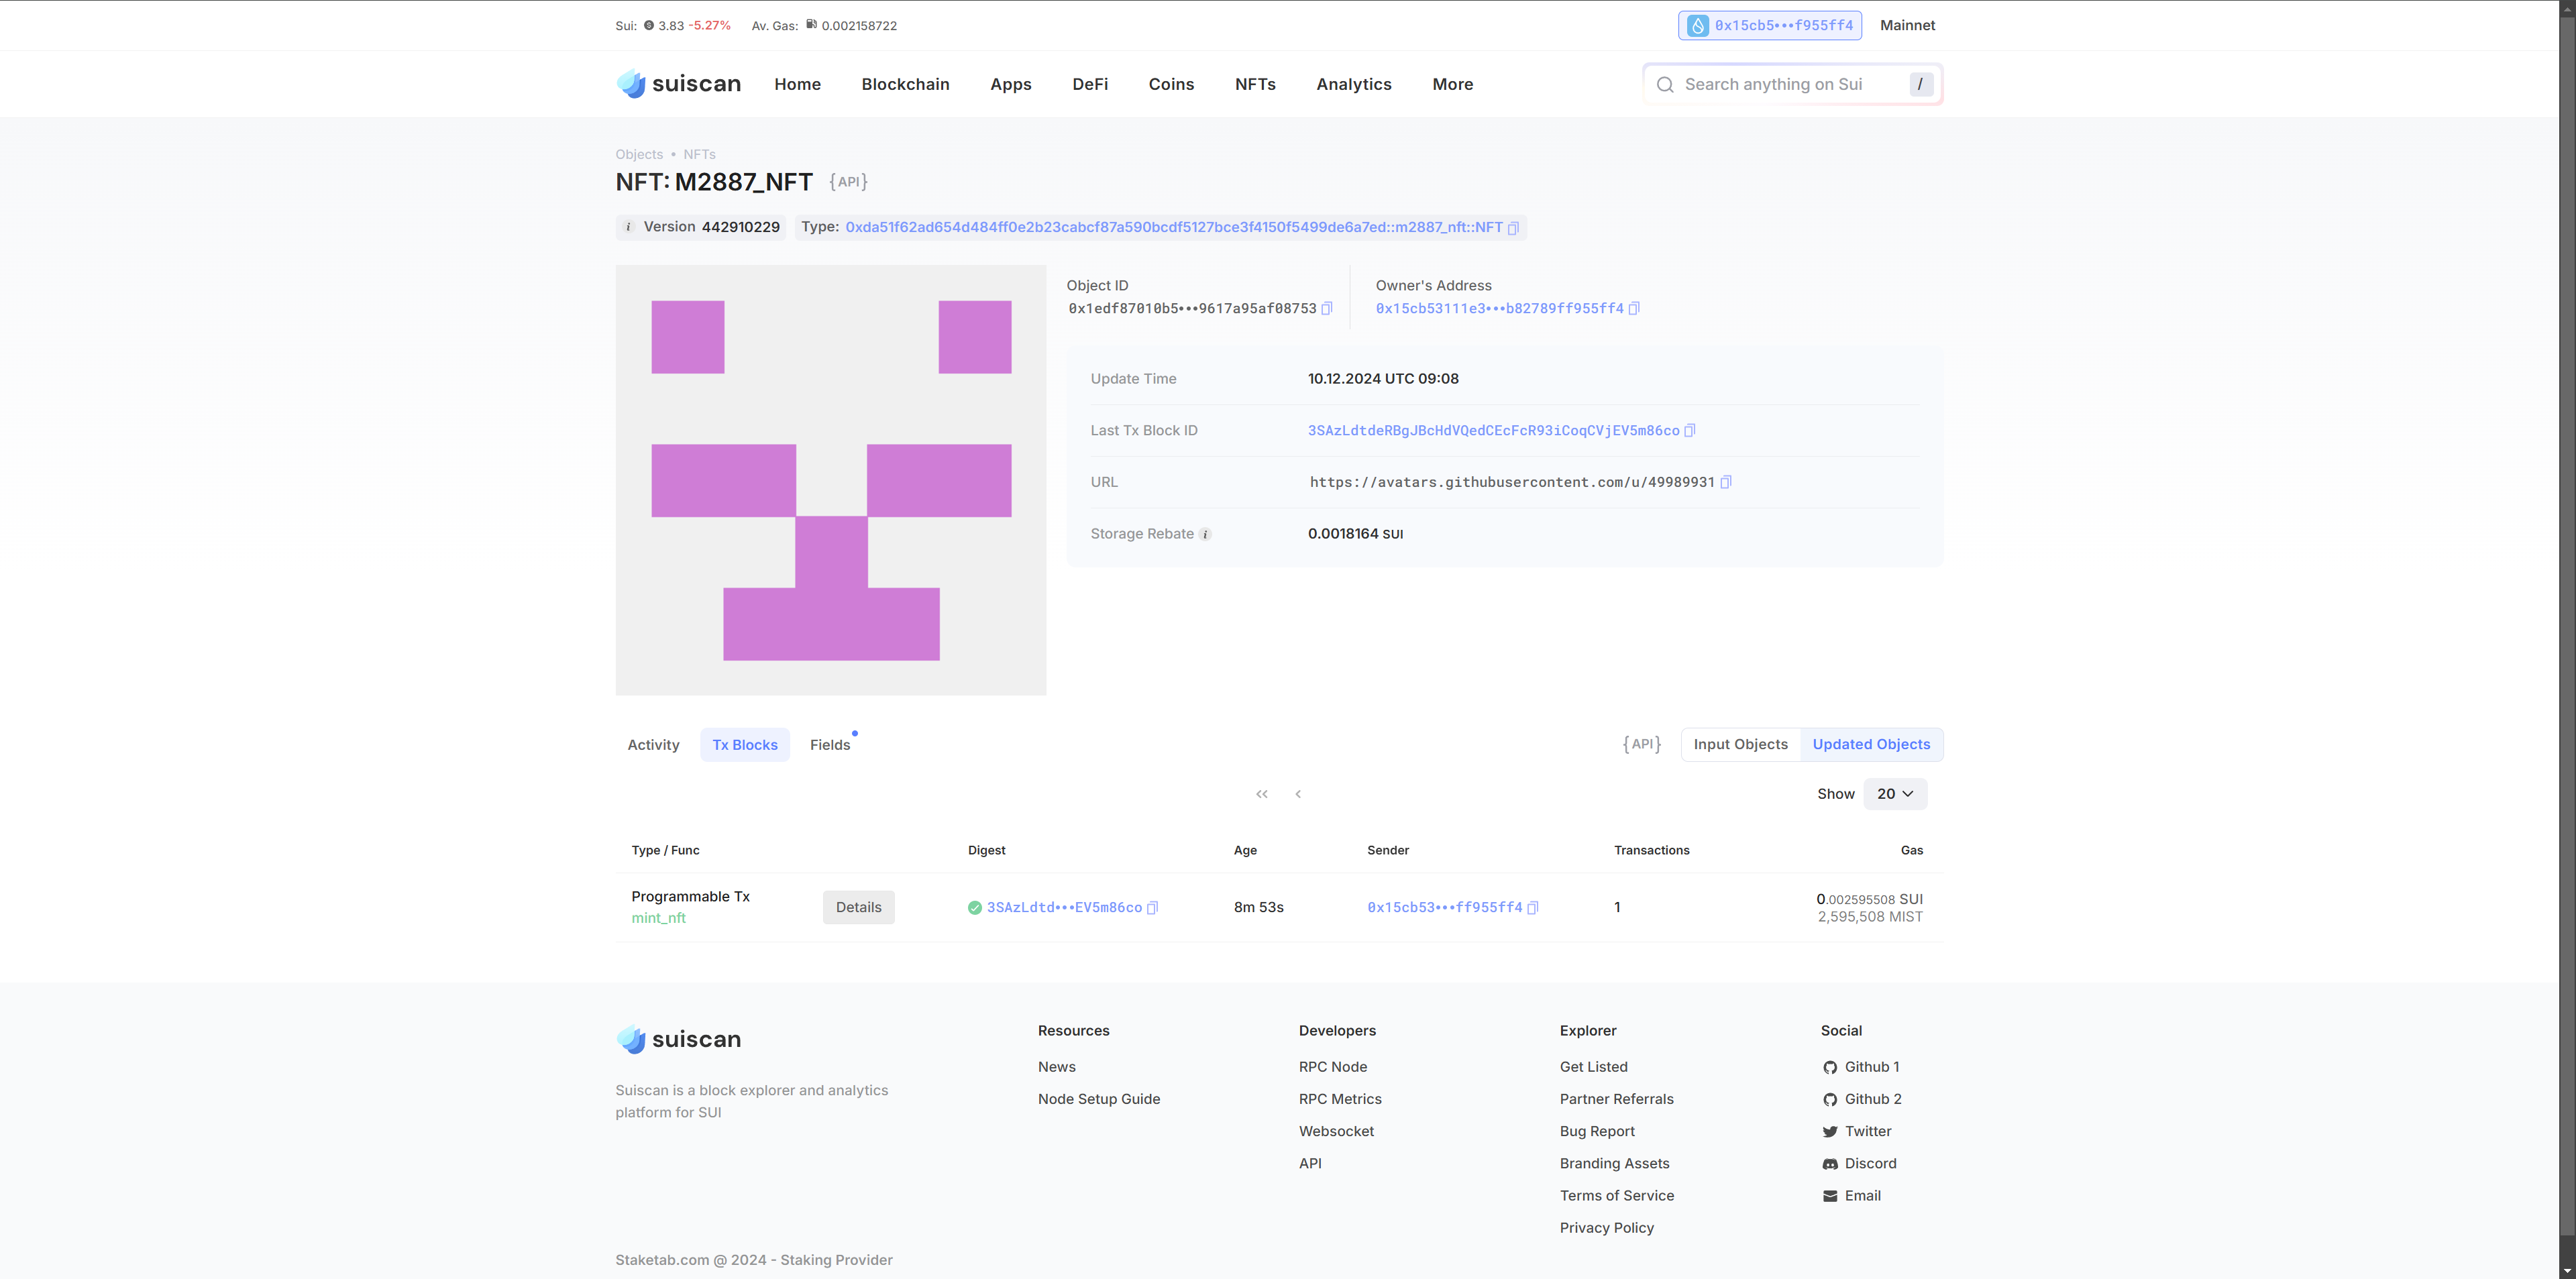 Sui: 3.83 -5.27% Av. Gas: 0.002158722
0x15cb5•••f955ff4 Mainnet
suiscan Home Blockchain Apps DeFi Coins NFTs Analytics More
Search anything on Sui /
Objects • NFTs
NFT: M2887_NFT {API}
i Version 442910229 Type: 0xda51f62ad654d484ff0e2b23cabcf87a590bcdf5127bce3f4150f5499de6a7ed::m2887_nft::NFT
Object ID
0x1edf87010b5•••9617a95af08753
Owner's Address
0x15cb53111e3•••b82789ff955ff4
Update Time 10.12.2024 UTC 09:08
Last Tx Block ID 3SAzLdtdeRBgJBcHdVQedCEcFcR93iCoqCVjEV5m86co
URL https://avatars.githubusercontent.com/u/49989931
Storage Rebate i 0.0018164 SUI
Activity Tx Blocks Fields
{API} Input Objects Updated Objects
Show 20
Type / Func Digest Age Sender Transactions Gas
Programmable Tx
mint_nft
Details 3SAzLdtd•••EV5m86co 8m 53s 0x15cb53•••ff955ff4 1
0.002595508 SUI
2,595,508 MIST
suiscan
Suiscan is a block explorer and analytics
platform for SUI
Resources
News
Node Setup Guide
Developers
RPC Node
RPC Metrics
Websocket
API
Explorer
Get Listed
Partner Referrals
Bug Report
Branding Assets
Terms of Service
Privacy Policy
Social
Github 1
Github 2
Twitter
Discord
Email
Staketab.com @ 2024 - Staking Provider